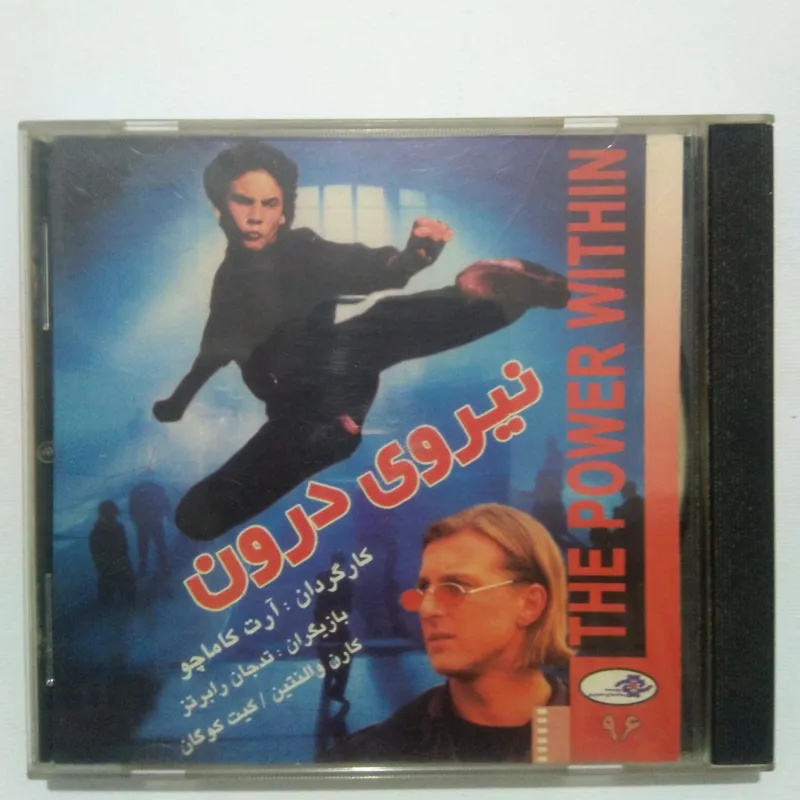 نیروی درون
کارگردان : آرت کاماچو
بازیگران : تدجان رابرتز
کارن والنتین / کیت کوگان
THE POWER WITHIN
۹۶